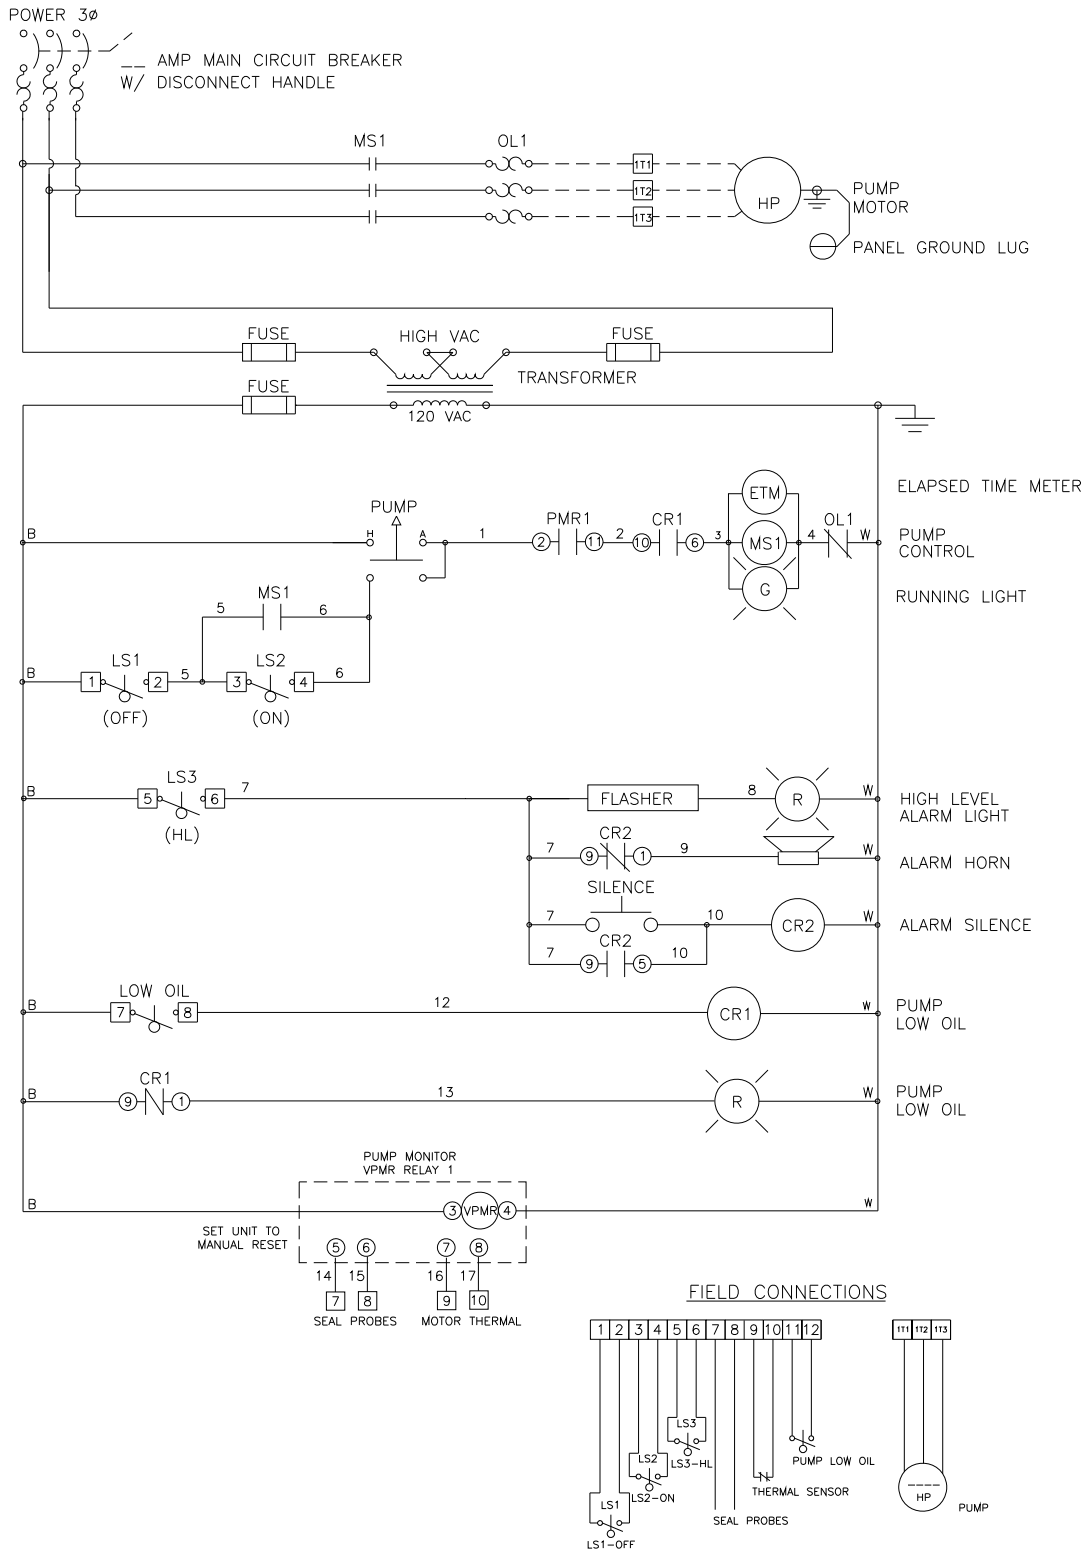 POWER 3ø
__ AMP MAIN CIRCUIT BREAKER
W/ DISCONNECT HANDLE
MS1
OL1
1T1
1T2
1T3
HP
PUMP
MOTOR
PANEL GROUND LUG
FUSE
HIGH VAC
FUSE
TRANSFORMER
FUSE
120 VAC
ETM
ELAPSED TIME METER
PUMP
B
H
A
1
2
PMR1
11
2
10
CR1
6
3
MS1
4
OL1
W
PUMP
CONTROL
G
RUNNING LIGHT
MS1
5
6
B
1
LS1
2
5
3
LS2
4
6
(OFF)
(ON)
B
5
LS3
6
7
(HL)
FLASHER
8
R
W
HIGH LEVEL
ALARM LIGHT
7
9
CR2
1
9
W
ALARM HORN
SILENCE
7
10
CR2
W
ALARM SILENCE
7
9
CR2
5
10
B
7
LOW OIL
8
12
CR1
W
PUMP
LOW OIL
B
9
CR1
1
13
R
W
PUMP
LOW OIL
PUMP MONITOR
VPMR RELAY 1
B
3
VPMR
4
W
SET UNIT TO
MANUAL RESET
5
6
7
8
14
15
16
17
7
8
9
10
SEAL PROBES
MOTOR THERMAL
FIELD CONNECTIONS
1 2 3 4 5 6 7 8 9 10 11 12
1T1 1T2 1T3
LS3
LS3-HL
PUMP LOW OIL
LS2
LS2-ON
THERMAL SENSOR
LS1
LS1-OFF
SEAL PROBES
----
HP
PUMP